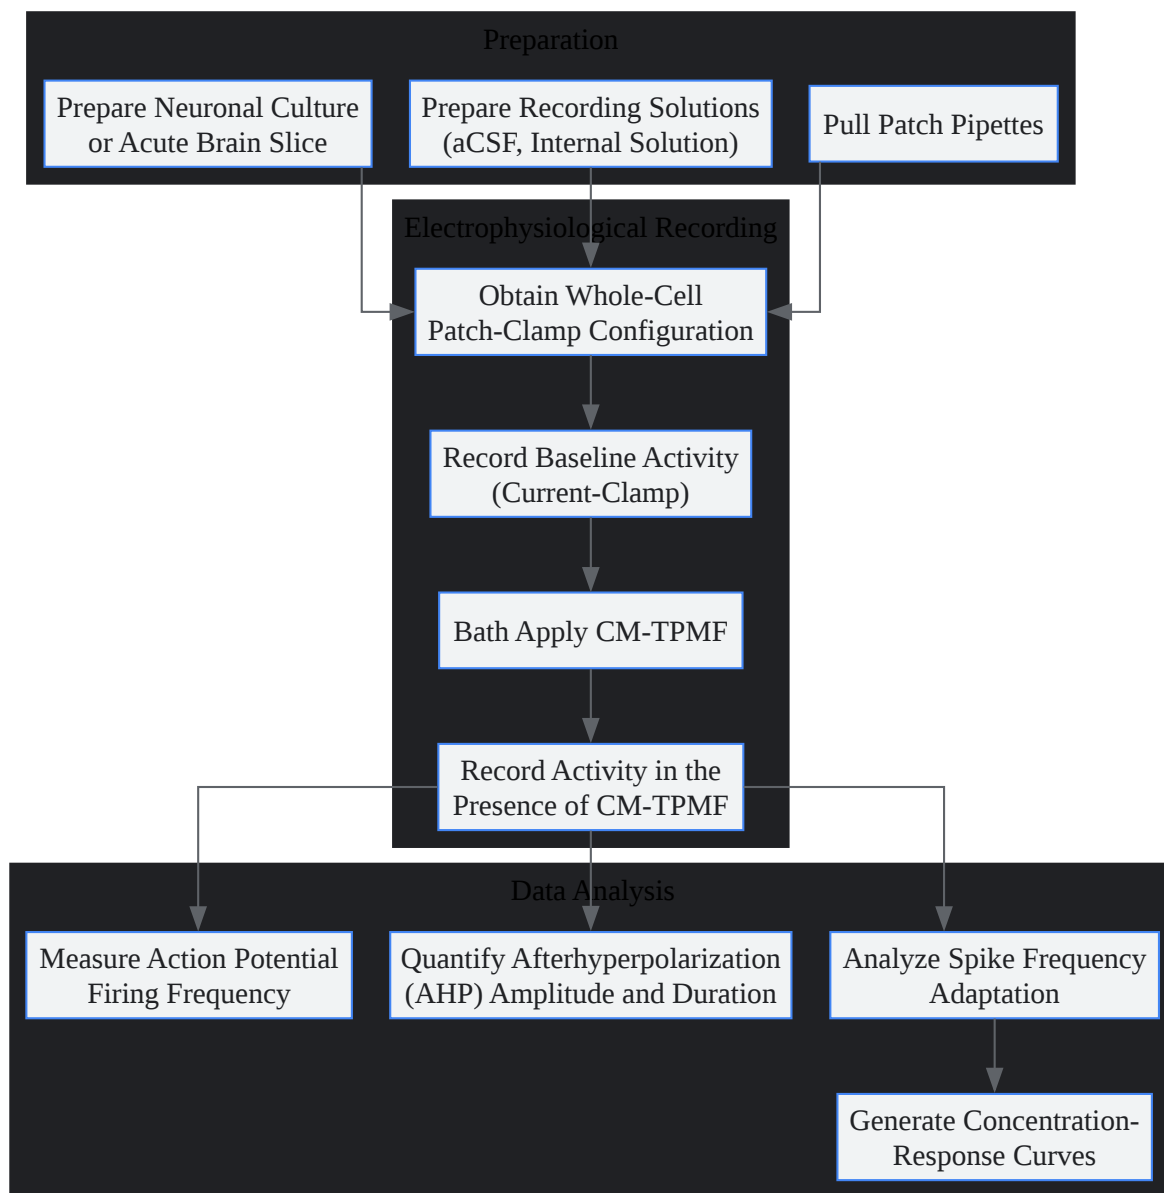 Preparation
Prepare Neuronal Culture
or Acute Brain Slice
Prepare Recording Solutions
(aCSF, Internal Solution)
Pull Patch Pipettes
Electrophysiological Recording
Obtain Whole-Cell
Patch-Clamp Configuration
Record Baseline Activity
(Current-Clamp)
Bath Apply CM-TPMF
Record Activity in the
Presence of CM-TPMF
Data Analysis
Measure Action Potential
Firing Frequency
Quantify Afterhyperpolarization
(AHP) Amplitude and Duration
Analyze Spike Frequency
Adaptation
Generate Concentration-
Response Curves